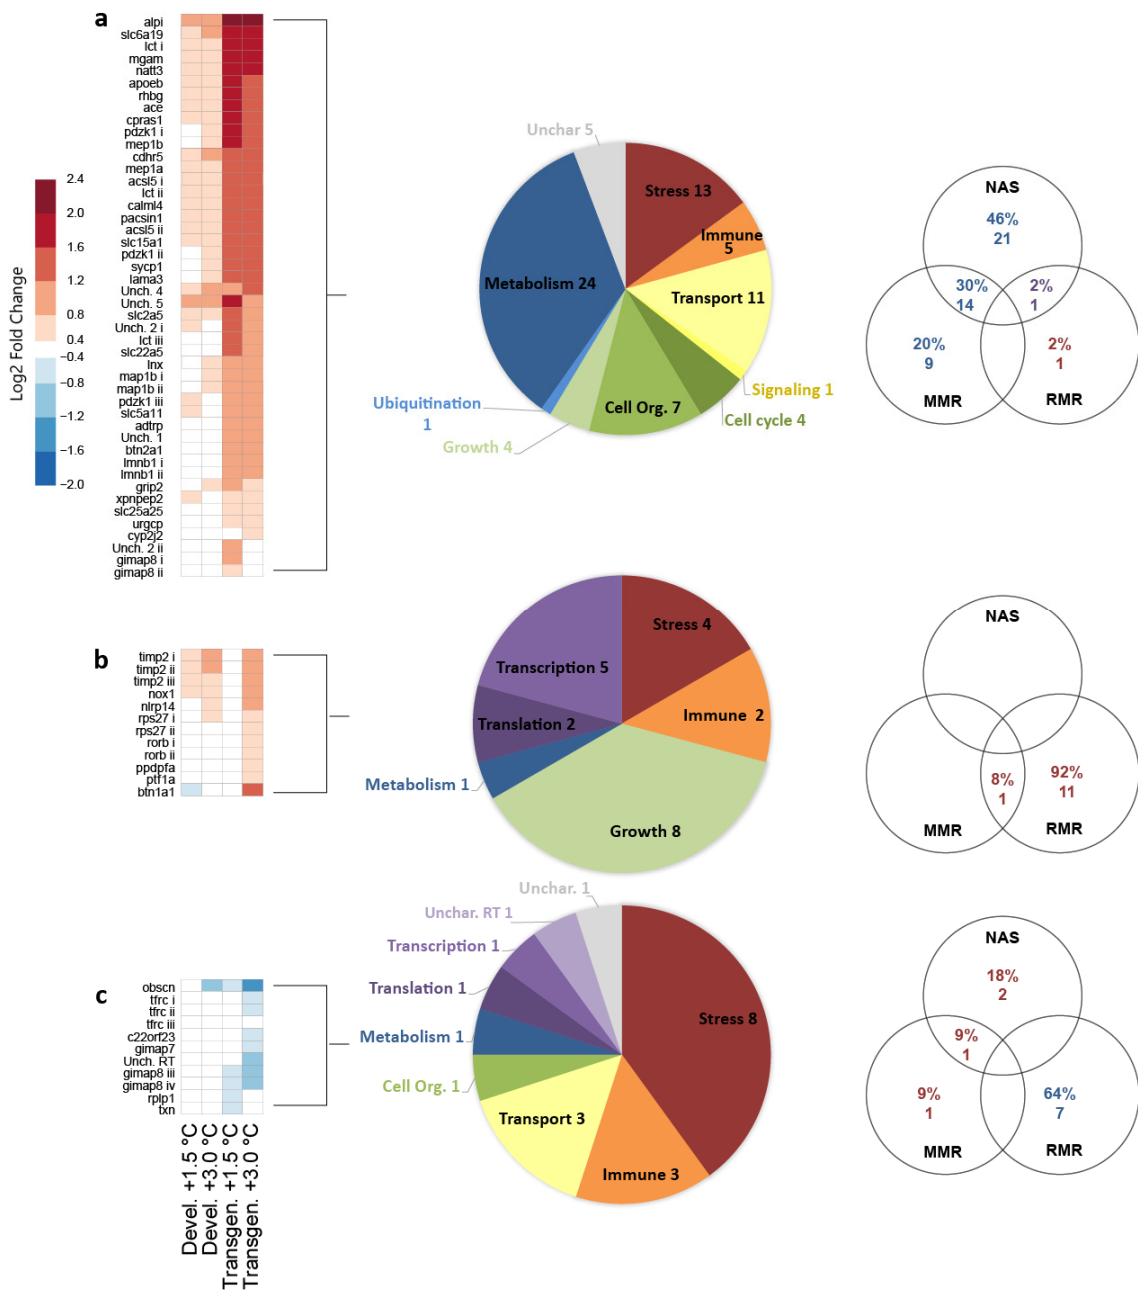 a
alpi
slc6a19
lct i
mgam
natt3
apoeb
rhbg
ace
cpras1
pdzk1 i
mep1b
cdhr5
mep1a
acsl5 i
lct ii
calml4
pacsin1
acsl5 ii
slc15a1
pdzk1 ii
sycp1
lama3
Unch. 4
Unch. 5
slc2a5
Unch. 2 i
lct iii
slc22a5
lnx
map1b i
map1b ii
pdzk1 iii
slc5a11
adtrp
Unch. 1
btn2a1
lmnb1 i
lmnb1 ii
grip2
xpnpep2
slc25a25
urgcp
cyp2j2
Unch. 2 ii
gimap8 i
gimap8 ii
Log2 Fold Change
2.4
2.0
1.6
1.2
0.8
0.4
−0.4
−0.8
−1.2
−1.6
−2.0
Unchar 5
Stress 13
Immune
5
Transport 11
Signaling 1
Cell cycle 4
Cell Org. 7
Growth 4
Ubiquitination
1
Metabolism 24
NAS
46%
21
30%
14
2%
1
20%
9
2%
1
MMR
RMR
b
timp2 i
timp2 ii
timp2 iii
nox1
nlrp14
rps27 i
rps27 ii
rorb i
rorb ii
ppdpfa
ptf1a
btn1a1
Stress 4
Immune 2
Growth 8
Metabolism 1
Translation 2
Transcription 5
NAS
8%
1
92%
11
MMR
RMR
c
obscn
tfrc i
tfrc ii
tfrc iii
c22orf23
gimap7
Unch. RT
gimap8 iii
gimap8 iv
rplp1
txn
Devel. +1.5 °C
Devel. +3.0 °C
Transgen. +1.5 °C
Transgen. +3.0 °C
Unchar. 1
Unchar. RT 1
Transcription 1
Translation 1
Metabolism 1
Cell Org. 1
Transport 3
Immune 3
Stress 8
NAS
18%
2
9%
1
9%
1
64%
7
MMR
RMR